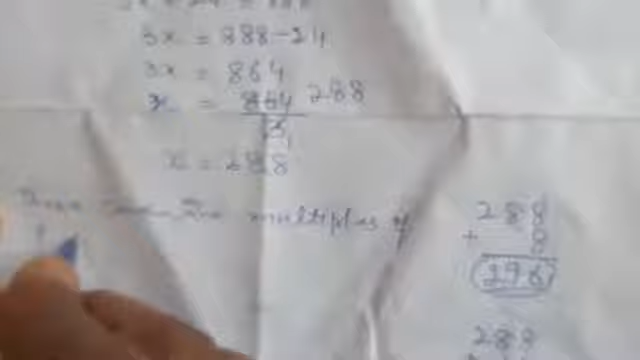 3x = 888-24
3x = 864
x = 864 288
3
x = 288
Three consecutive multiples of
288
+ 8
296
288